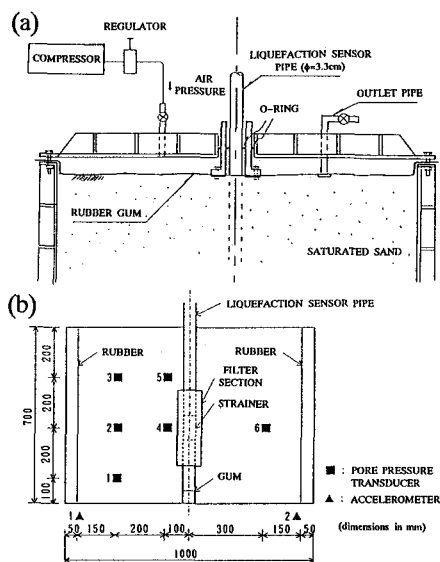 (a)
REGULATOR
COMPRESSOR
AIR
PRESSURE
LIQUEFACTION SENSOR
PIPE (ϕ=3.3cm)
O-RING
OUTLET PIPE
RUBBER GUM
SATURATED SAND
(b)
LIQUEFACTION SENSOR PIPE
RUBBER
RUBBER
FILTER
SECTION
STRAINER
GUM
700
200
200
200
100
3
5
2
4
6
1
1
2
■ : PORE PRESSURE
TRANSDUCER
▲ : ACCELEROMETER
(dimensions in mm)
50 150 200 100 300 150 50
1000